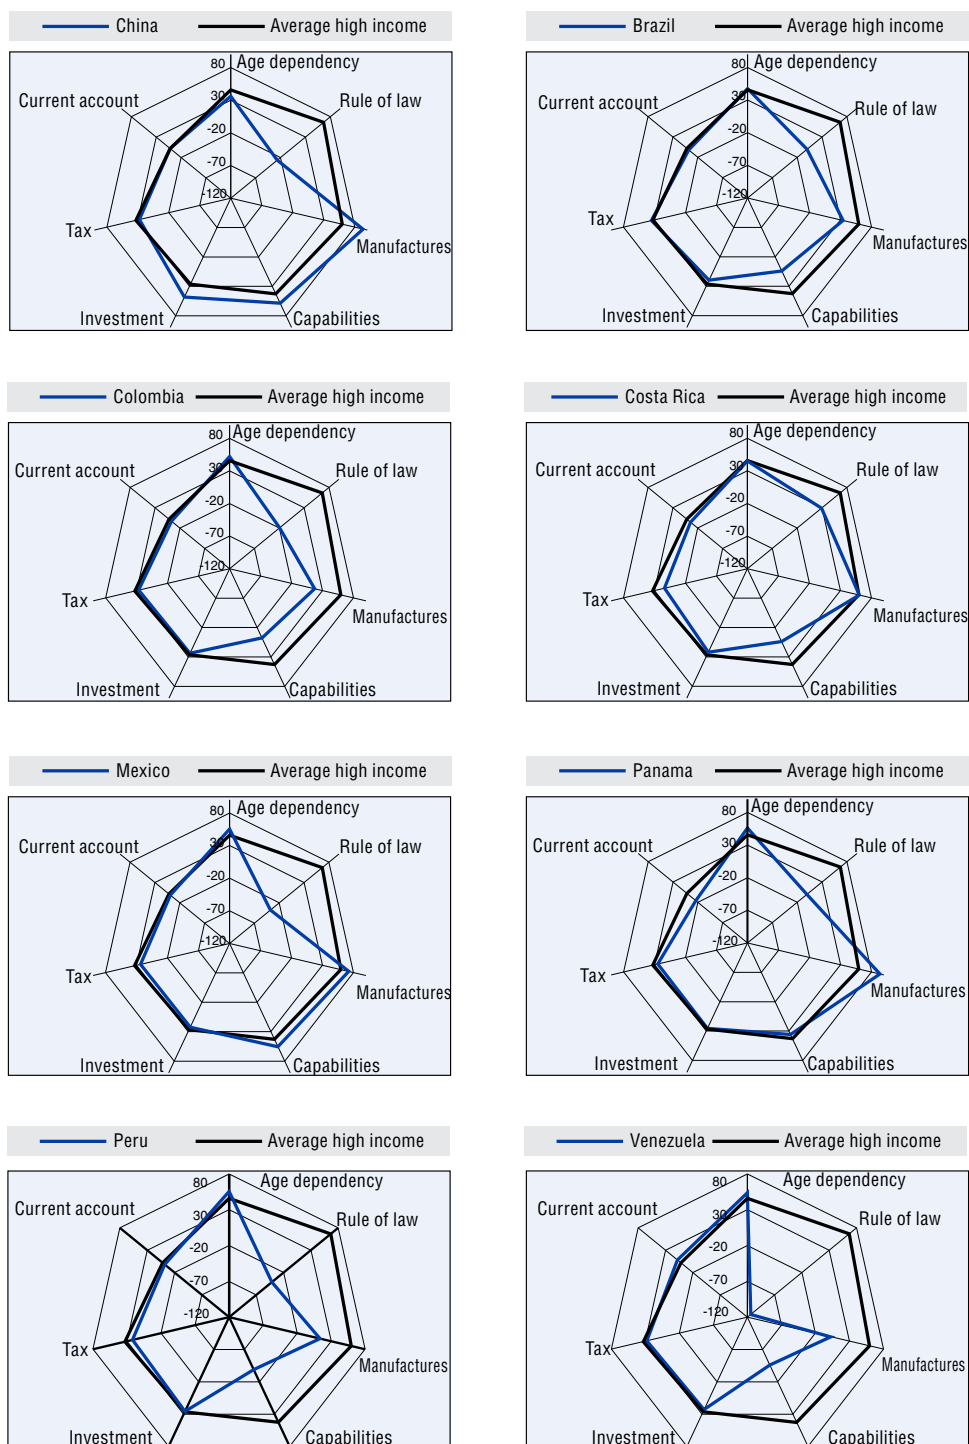 China Average high income
80 Age dependency
30
-20
-70
-120
Current account
Rule of law
Tax
Manufactures
Investment
Capabilities
Brazil Average high income
80 Age dependency
30
-20
-70
-120
Current account
Rule of law
Tax
Manufactures
Investment
Capabilities
Colombia Average high income
80 Age dependency
30
-20
-70
-120
Current account
Rule of law
Tax
Manufactures
Investment
Capabilities
Costa Rica Average high income
80 Age dependency
30
-20
-70
-120
Current account
Rule of law
Tax
Manufactures
Investment
Capabilities
Mexico Average high income
80 Age dependency
30
-20
-70
-120
Current account
Rule of law
Tax
Manufactures
Investment
Capabilities
Panama Average high income
80 Age dependency
30
-20
-70
-120
Current account
Rule of law
Tax
Manufactures
Investment
Capabilities
Peru Average high income
80 Age dependency
30
-20
-70
-120
Current account
Rule of law
Tax
Manufactures
Investment
Capabilities
Venezuela Average high income
80 Age dependency
30
-20
-70
-120
Current account
Rule of law
Tax
Manufactures
Investment
Capabilities